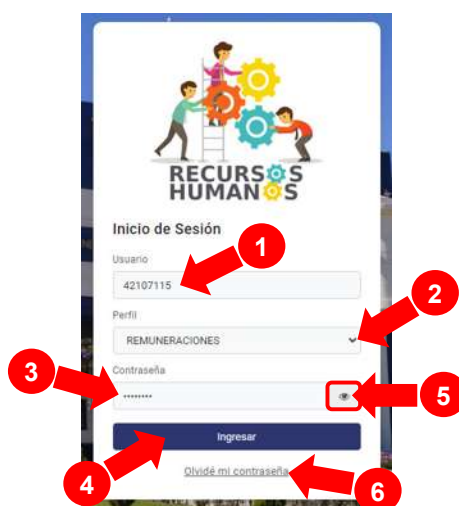 RECURSOS
HUMANOS
Inicio de Sesión
1
Usuario
42107115
2
Perfil
REMUNERACIONES
3
Contraseña
........
5
Ingresar
4
Olvidé mi contraseña
6